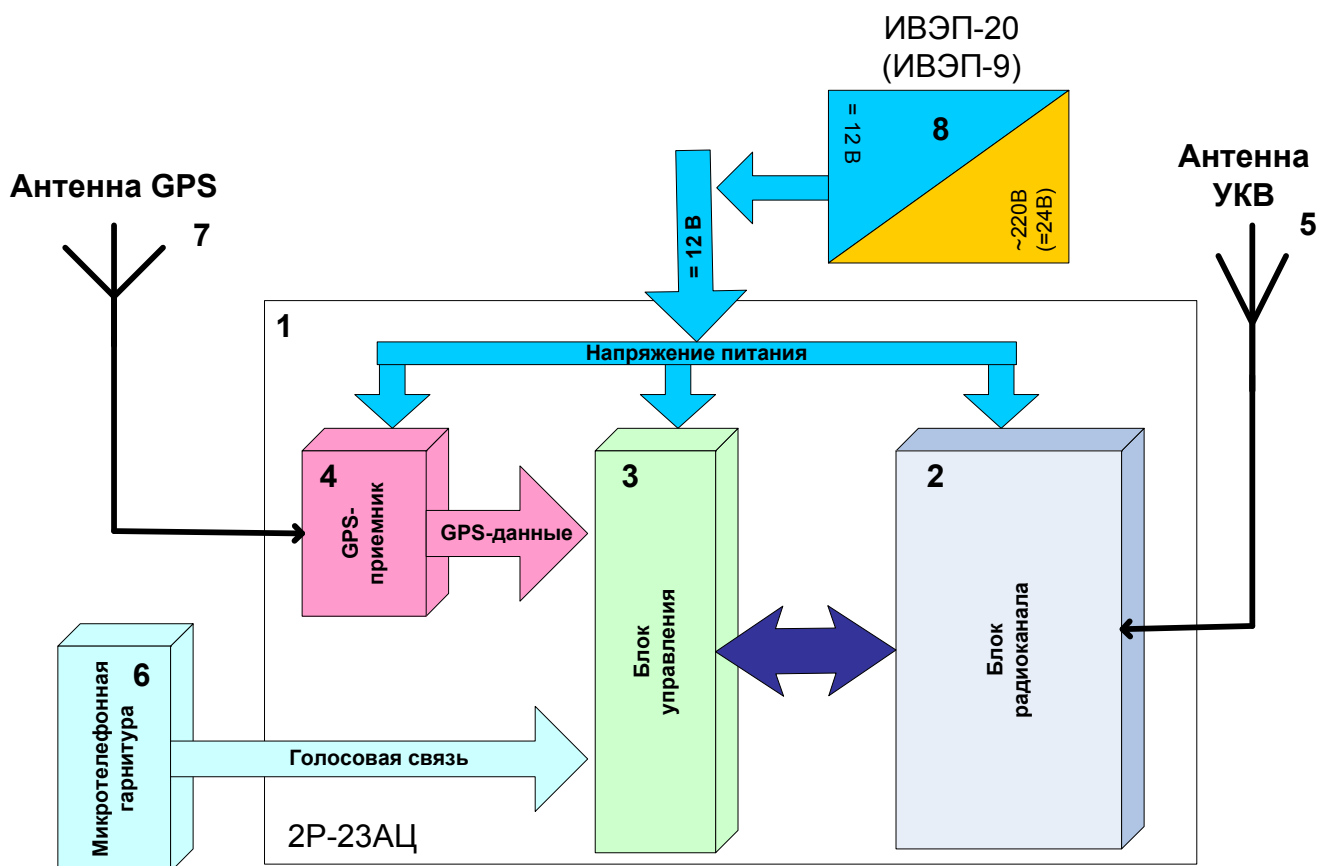 ИВЭП-20
(ИВЭП-9)
= 12 В
8
~220В
(=24В)
Антенна GPS
7
Антенна
УКВ
5
= 12 В
1
Напряжение питания
4
GPS-
приемник
GPS-данные
3
Блок
управления
2
Блок
радиоканала
6
Микротелефонная
гарнитура
Голосовая связь
2Р-23АЦ